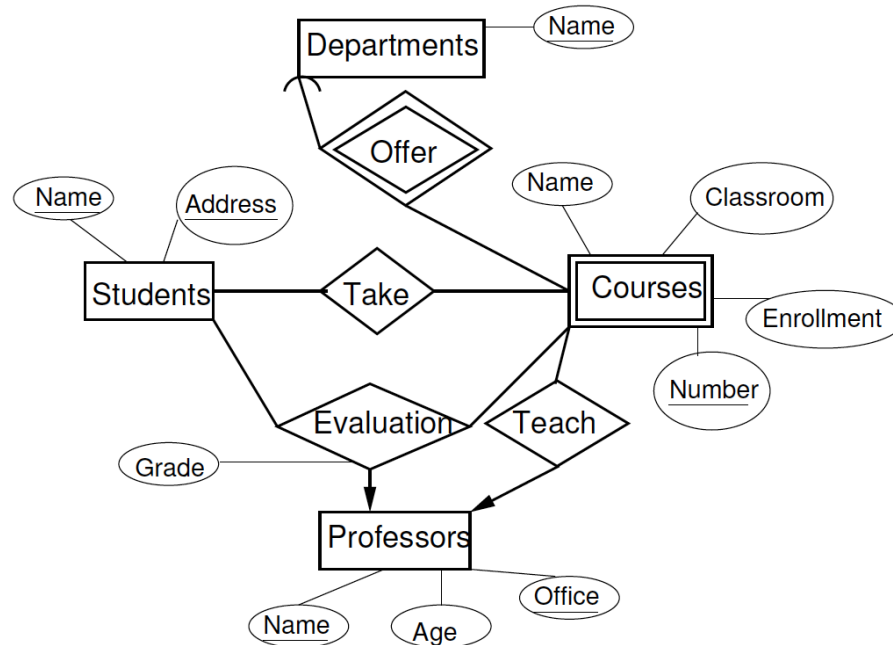 Departments
Name
Offer
Name
Address
Name
Classroom
Students
Take
Courses
Enrollment
Number
Evaluation
Teach
Grade
Professors
Name
Age
Office